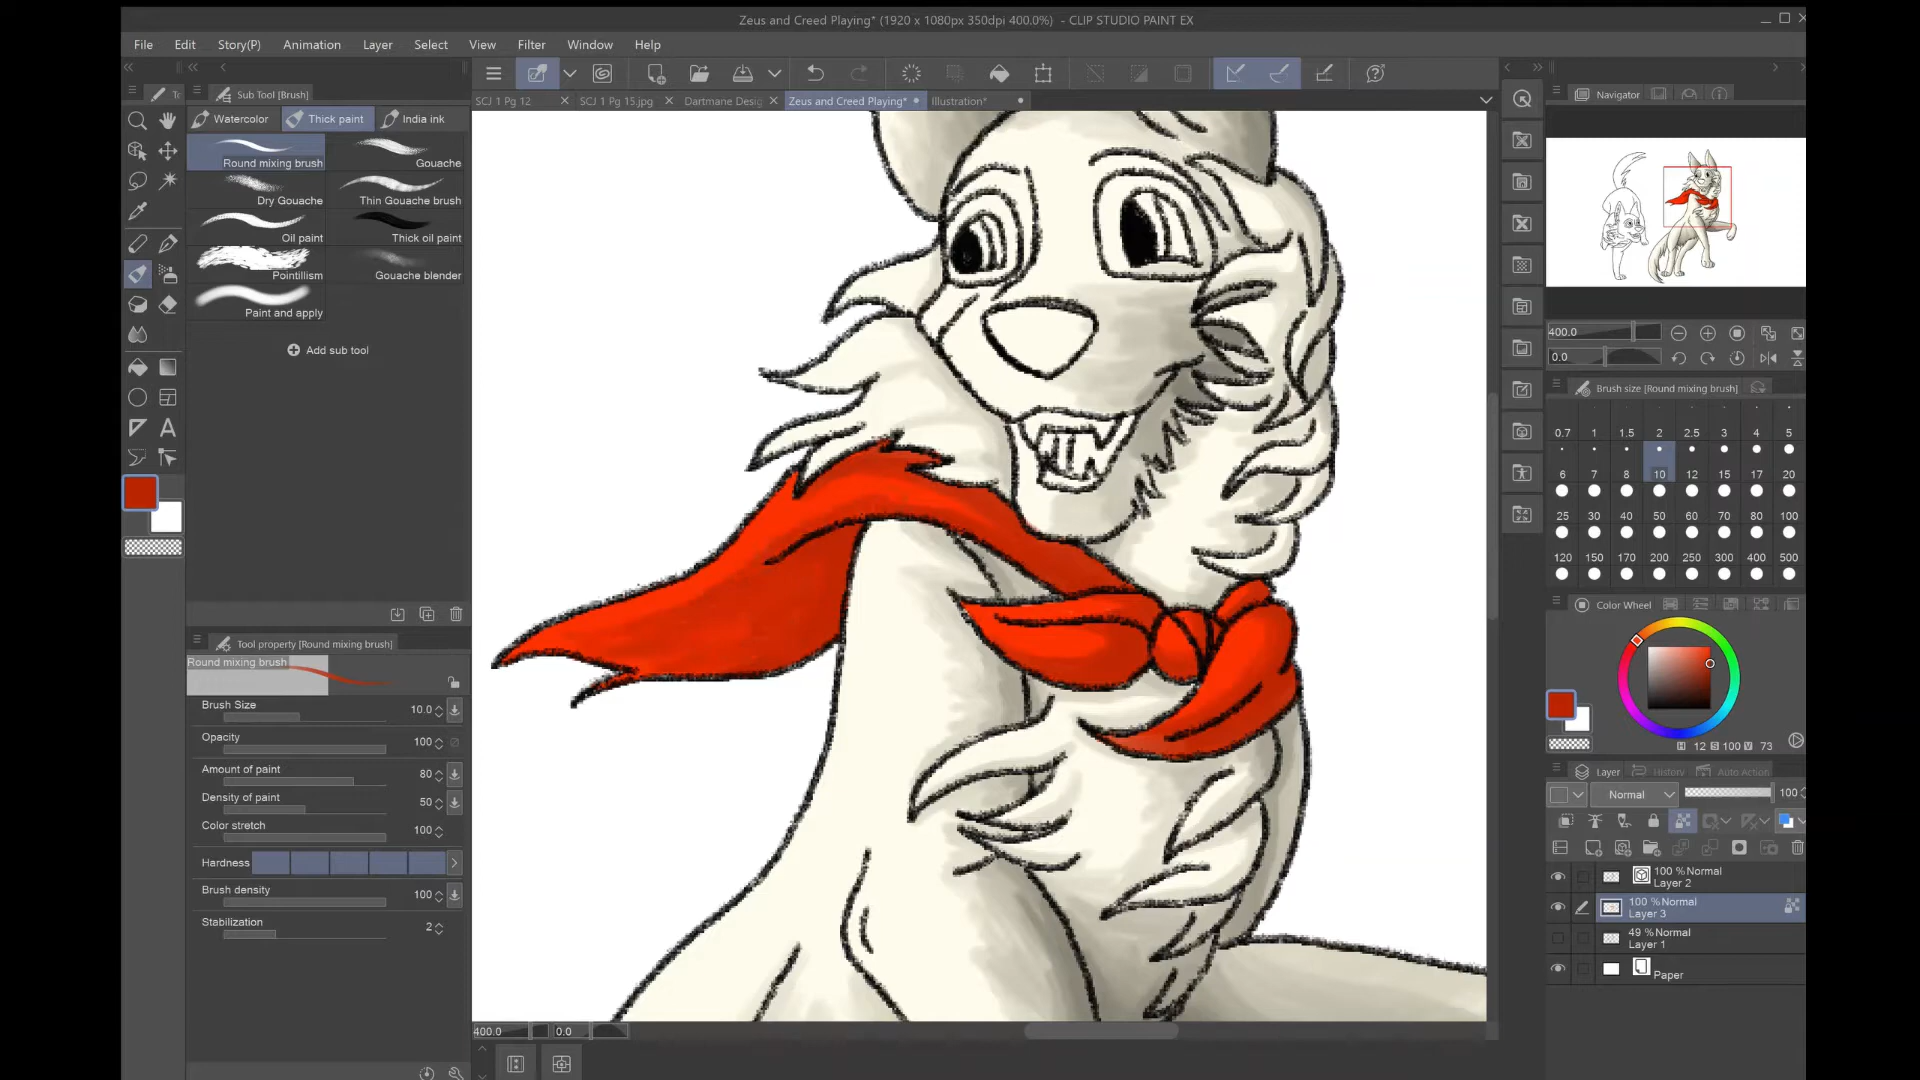 Zeus and Creed Playing* (1920 x 1080px 350dpi 400.0%) - CLIP STUDIO PAINT EX
File Edit Story(P) Animation Layer Select View Filter Window Help
Sub Tool [Brush]
Watercolor Thick paint India ink
Round mixing brush Gouache
Dry Gouache Thin Gouache brush
Oil paint Thick oil paint
Pointillism Gouache blender
Paint and apply
Add sub tool
Tool property [Round mixing brush]
Round mixing brush
Brush Size 10.0
Opacity 100
Amount of paint 80
Density of paint 50
Color stretch 100
Hardness
Brush density 100
Stabilization 2
SCJ 1 Pg 12 SCJ 1 Pg 15.jpg Dartmane Desig Zeus and Creed Playing* Illustration*
400.0 0.0
Navigator
400.0
0.0
Brush size [Round mixing brush]
0.7 1 1.5 2 2.5 3 4 5
6 7 8 10 12 15 17 20
25 30 40 50 60 70 80 100
120 150 170 200 250 300 400 500
Color Wheel
H 12 S 100 V 73
Layer History Auto Action
Normal 100
100 % Normal
Layer 2
100 % Normal
Layer 3
49 % Normal
Layer 1
Paper